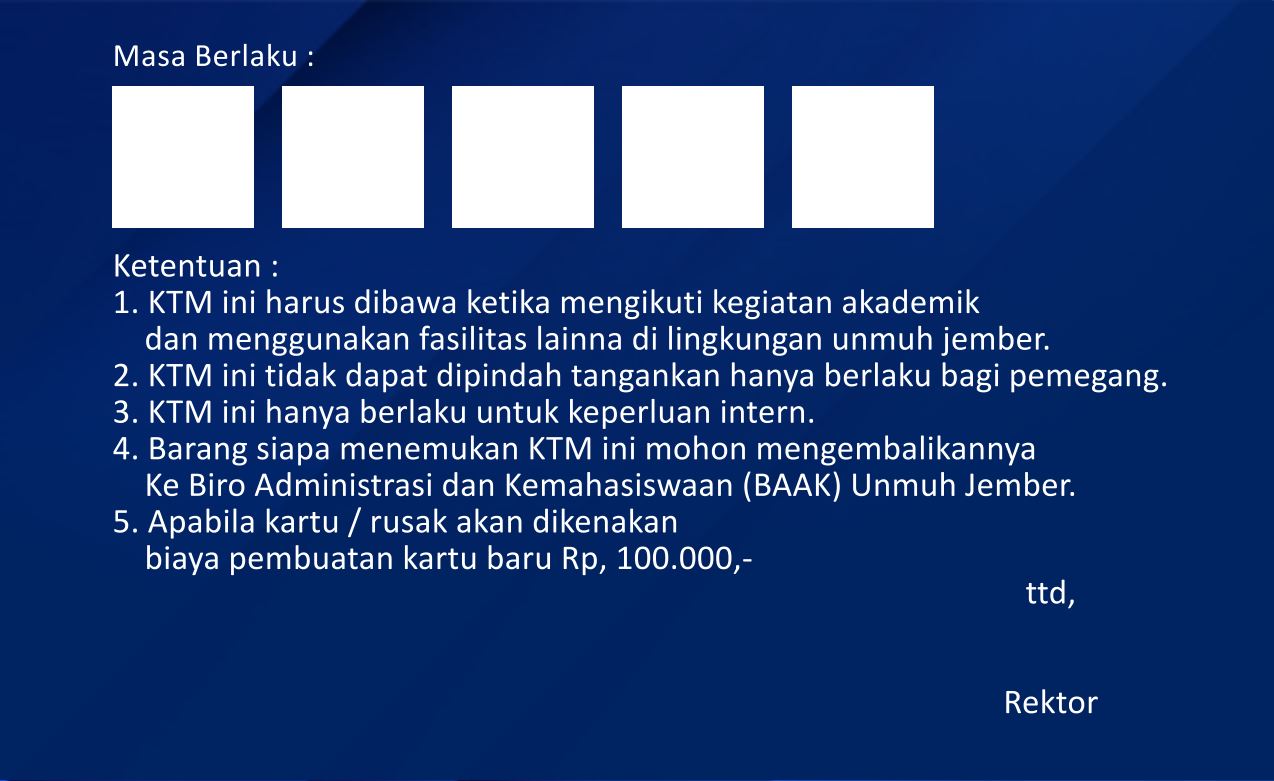 Masa Berlaku :
Ketentuan :
1. KTM ini harus dibawa ketika mengikuti kegiatan akademik
dan menggunakan fasilitas lainna di lingkungan unmuh jember.
2. KTM ini tidak dapat dipindah tangankan hanya berlaku bagi pemegang.
3. KTM ini hanya berlaku untuk keperluan intern.
4. Barang siapa menemukan KTM ini mohon mengembalikannya
Ke Biro Administrasi dan Kemahasiswaan (BAAK) Unmuh Jember.
5. Apabila kartu / rusak akan dikenakan
biaya pembuatan kartu baru Rp, 100.000,-
ttd,
Rektor